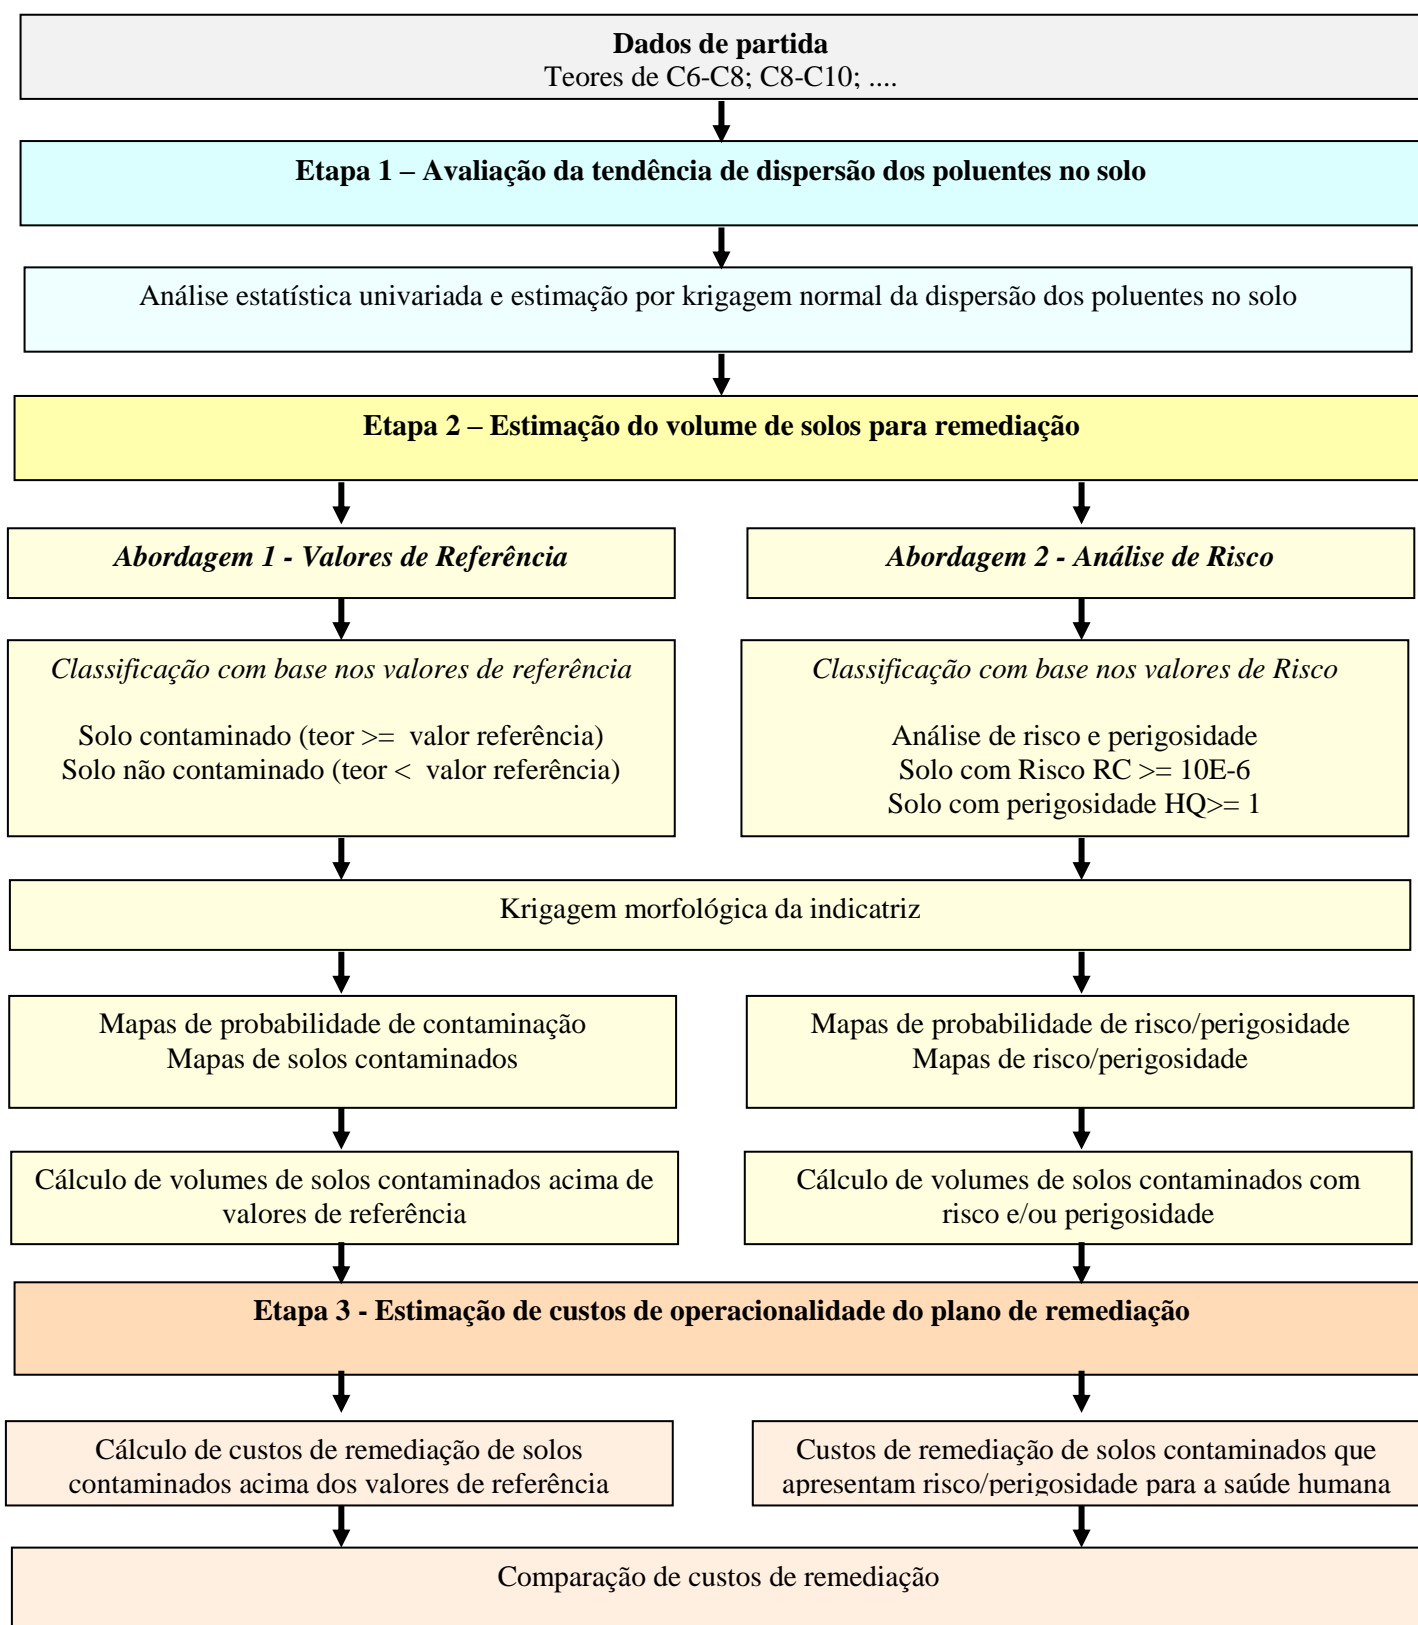 Dados de partida
Teores de C6-C8; C8-C10; ....
Etapa 1 – Avaliação da tendência de dispersão dos poluentes no solo
Análise estatística univariada e estimação por krigagem normal da dispersão dos poluentes no solo
Etapa 2 – Estimação do volume de solos para remediação
Abordagem 1 - Valores de Referência
Abordagem 2 - Análise de Risco
Classificação com base nos valores de referência
Solo contaminado (teor >= valor referência)
Solo não contaminado (teor < valor referência)
Classificação com base nos valores de Risco
Análise de risco e perigosidade
Solo com Risco RC >= 10E-6
Solo com perigosidade HQ>= 1
Krigagem morfológica da indicatriz
Mapas de probabilidade de contaminação
Mapas de solos contaminados
Mapas de probabilidade de risco/perigosidade
Mapas de risco/perigosidade
Cálculo de volumes de solos contaminados acima de
valores de referência
Cálculo de volumes de solos contaminados com
risco e/ou perigosidade
Etapa 3 - Estimação de custos de operacionalidade do plano de remediação
Cálculo de custos de remediação de solos
contaminados acima dos valores de referência
Custos de remediação de solos contaminados que
apresentam risco/perigosidade para a saúde humana
Comparação de custos de remediação